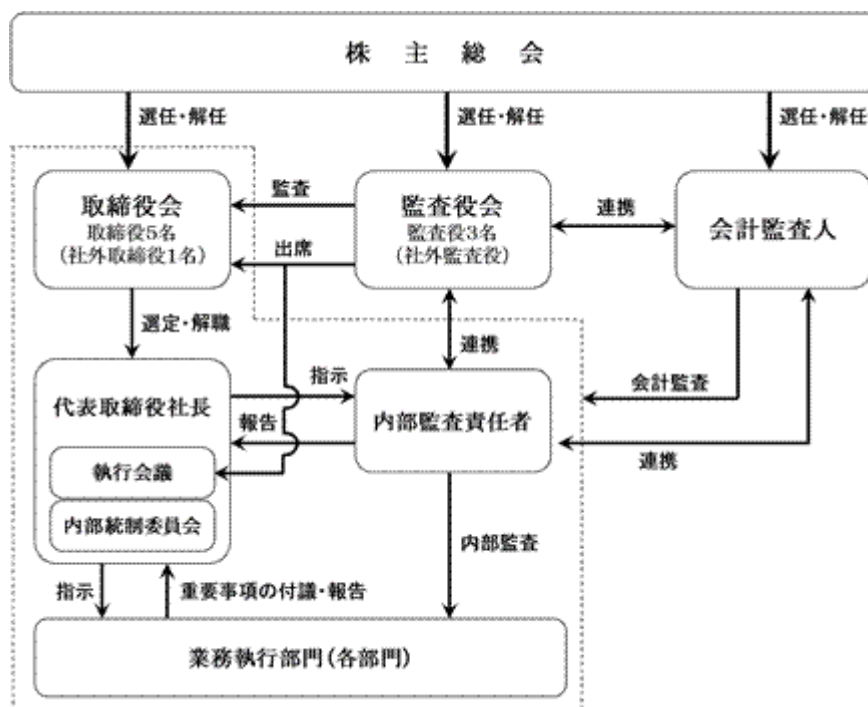 株主総会
選任・解任
選任・解任
選任・解任
取締役会
取締役5名
(社外取締役1名)
監査
出席
監査役会
監査役3名
(社外監査役)
連携
会計監査人
選定・解職
連携
会計監査
代表取締役社長
指示
報告
内部監査責任者
連携
執行会議
内部統制委員会
内部監査
指示
重要事項の付議・報告
業務執行部門(各部門)